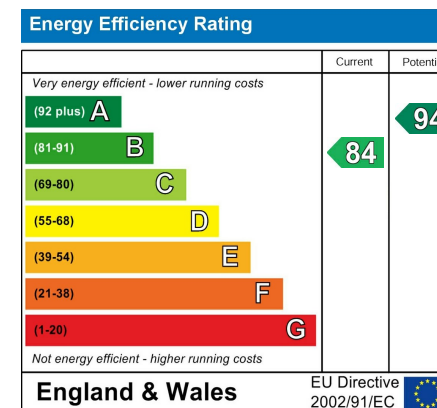 Energy Efficiency Rating
Current Potenti
Very energy efficient - lower running costs
(92 plus) A
94
(81-91) B
84
(69-80) C
(55-68) D
(39-54) E
(21-38) F
(1-20) G
Not energy efficient - higher running costs
England & Wales
EU Directive
2002/91/EC